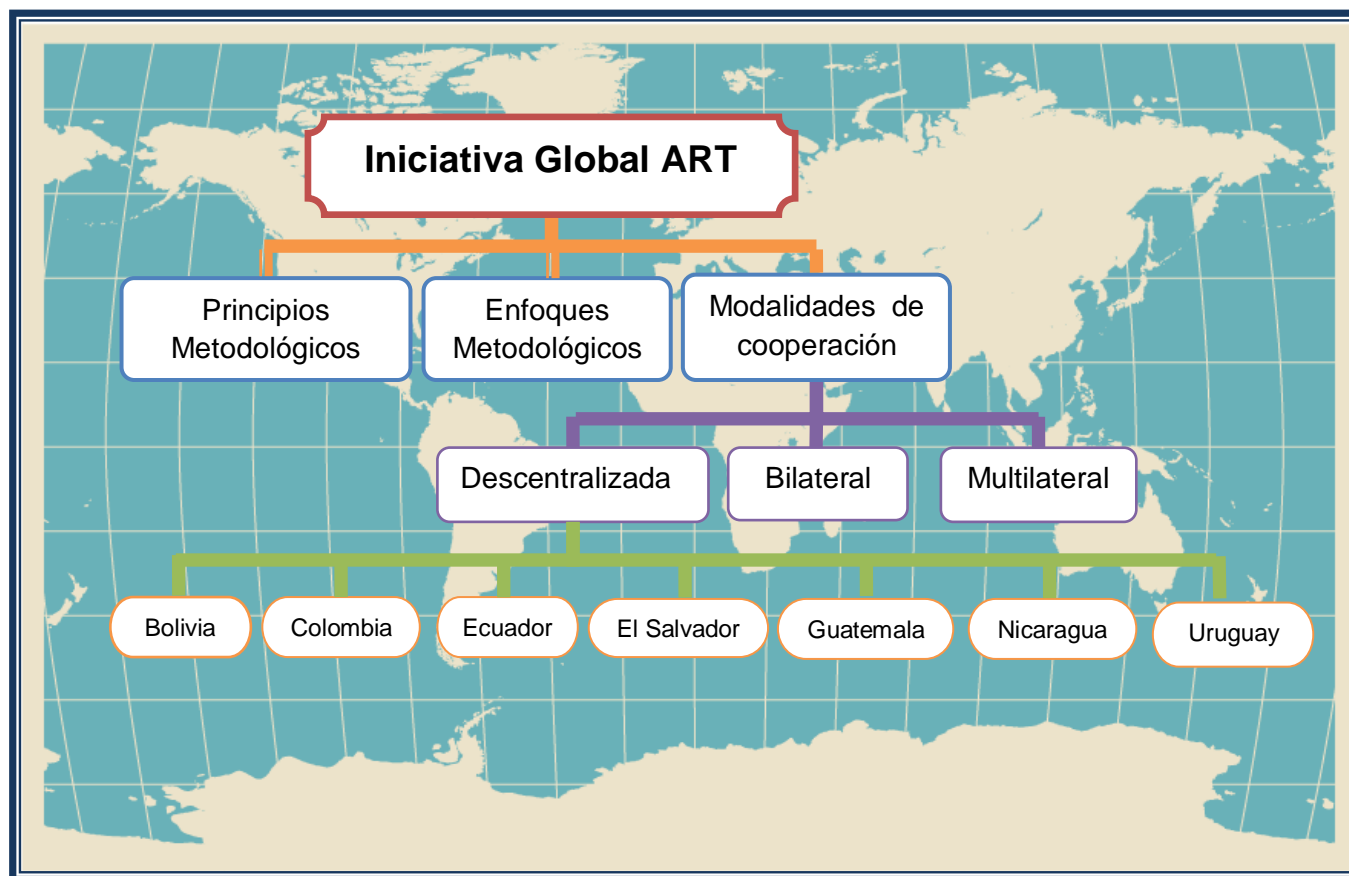 Iniciativa Global ART
Principios
Metodológicos
Enfoques
Metodológicos
Modalidades de
cooperación
Descentralizada
Bilateral
Multilateral
Bolivia
Colombia
Ecuador
El Salvador
Guatemala
Nicaragua
Uruguay